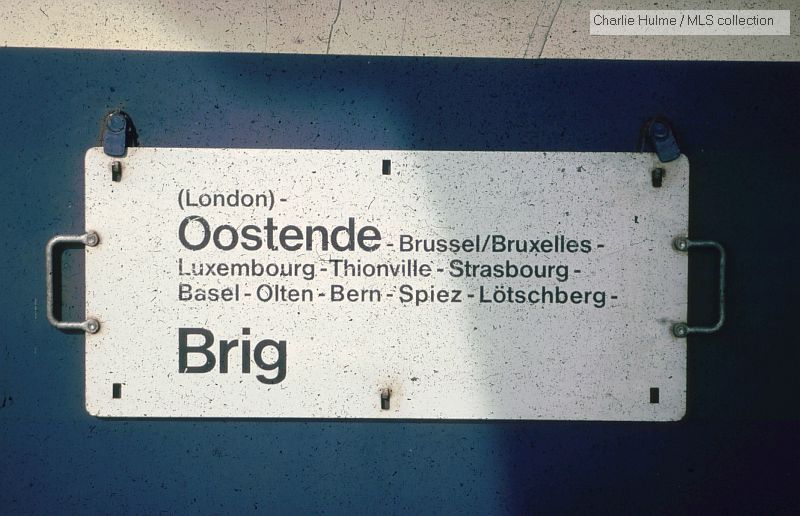 Charlie Hulme / MLS collection
(London) -
Oostende - Brussel/Bruxelles -
Luxembourg - Thionville - Strasbourg -
Basel - Olten - Bern - Spiez - Lötschberg -
Brig